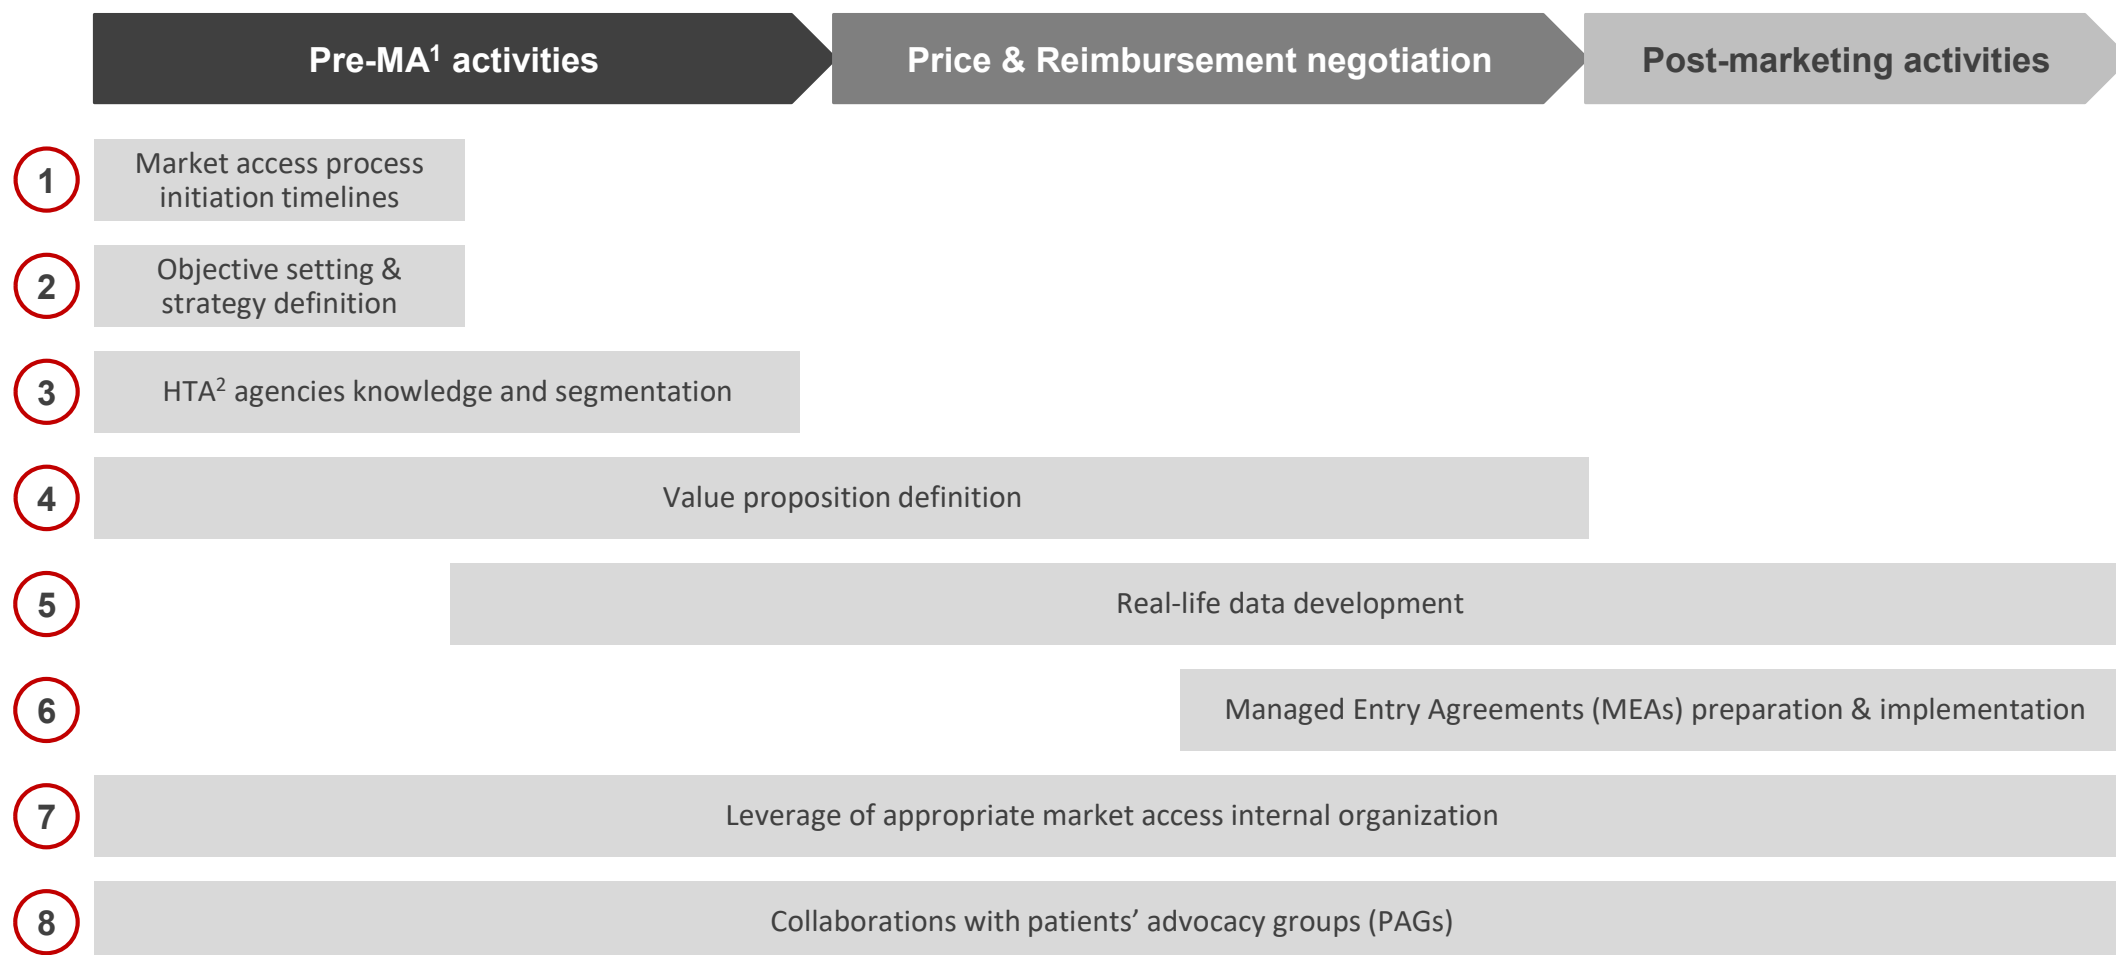 Pre-MA¹ activities
Price & Reimbursement negotiation
Post-marketing activities
1
Market access process
initiation timelines
2
Objective setting &
strategy definition
3
HTA² agencies knowledge and segmentation
4
Value proposition definition
5
Real-life data development
6
Managed Entry Agreements (MEAs) preparation & implementation
7
Leverage of appropriate market access internal organization
8
Collaborations with patients’ advocacy groups (PAGs)